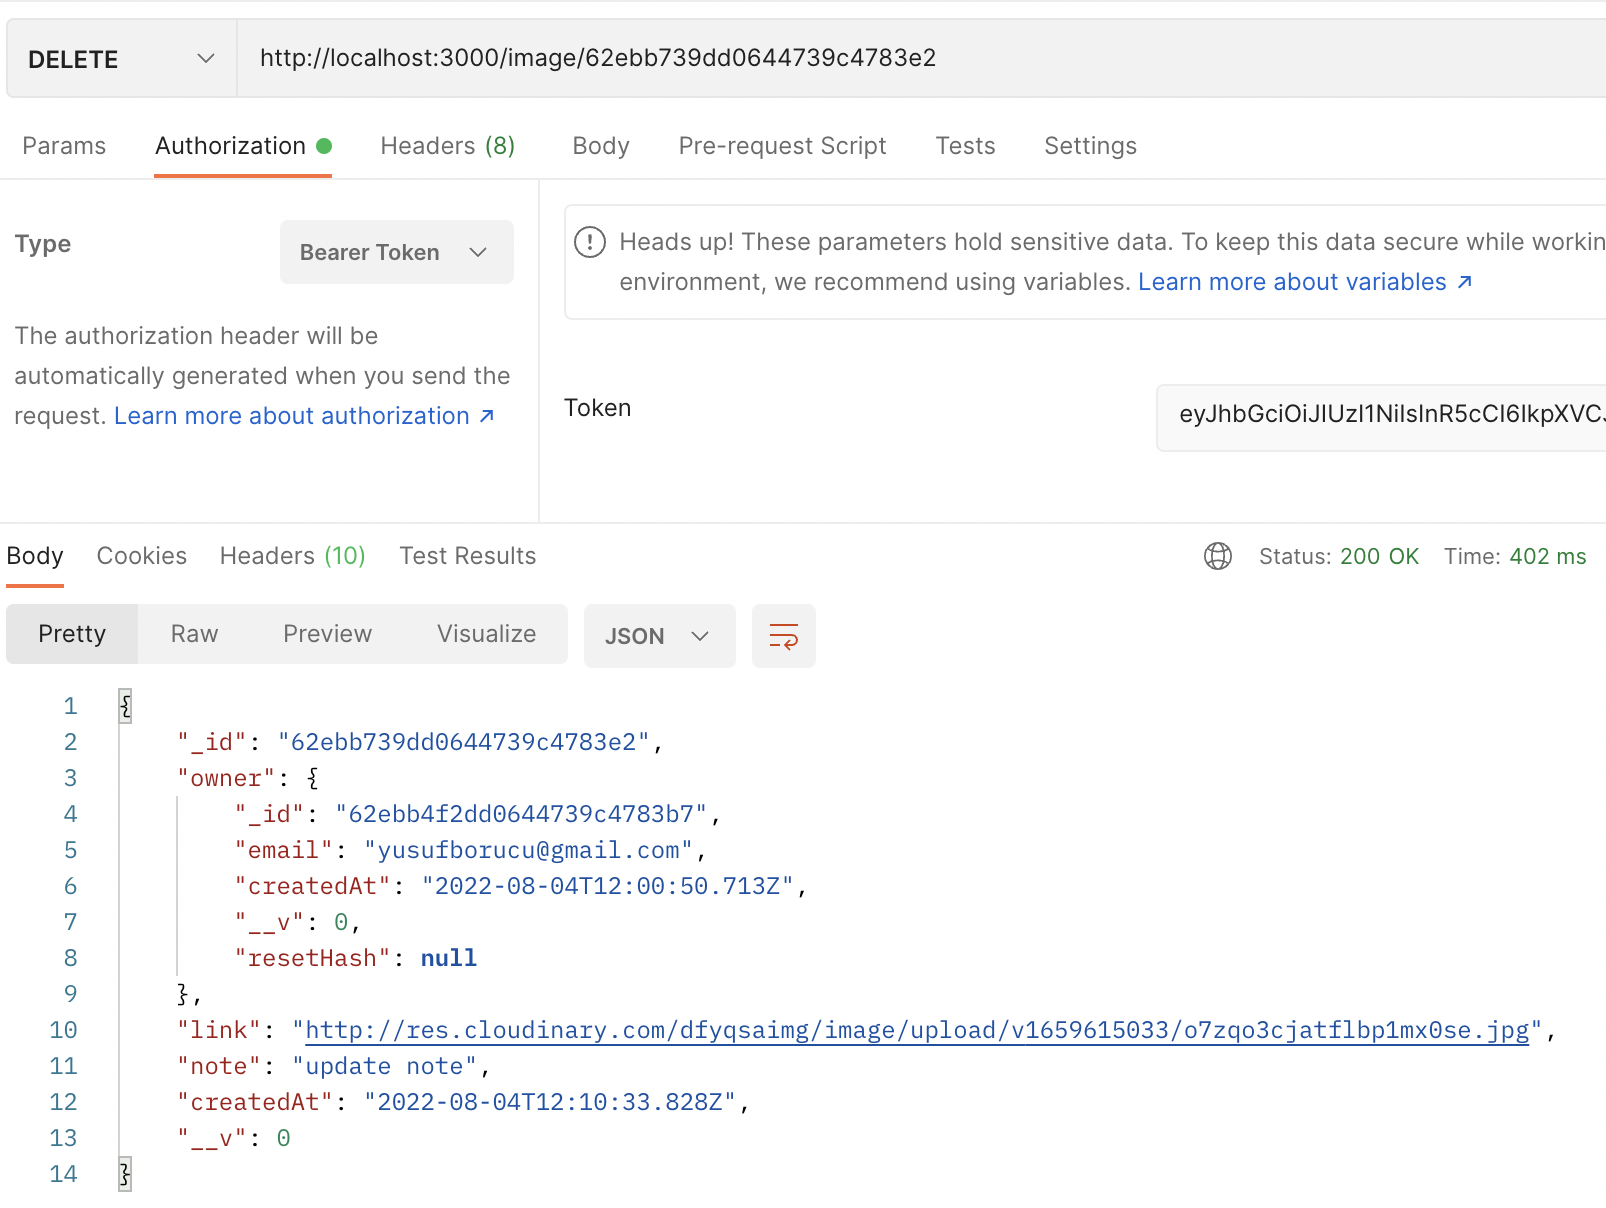 DELETE http://localhost:3000/image/62ebb739dd0644739c4783e2
Params Authorization Headers (8) Body Pre-request Script Tests Settings
Type Bearer Token
The authorization header will be
automatically generated when you send the
request. Learn more about authorization ↗
Heads up! These parameters hold sensitive data. To keep this data secure while workin
environment, we recommend using variables. Learn more about variables ↗
Token eyJhbGciOiJIUzI1NiIsInR5cCI6IkpXVCJ
Body Cookies Headers (10) Test Results Status: 200 OK Time: 402 ms
Pretty Raw Preview Visualize JSON
1 {
2 "_id": "62ebb739dd0644739c4783e2",
3 "owner": {
4 "_id": "62ebb4f2dd0644739c4783b7",
5 "email": "yusufborucu@gmail.com",
6 "createdAt": "2022-08-04T12:00:50.713Z",
7 "__v": 0,
8 "resetHash": null
9 },
10 "link": "http://res.cloudinary.com/dfyqsaimg/image/upload/v1659615033/o7zqo3cjatflbp1mx0se.jpg",
11 "note": "update note",
12 "createdAt": "2022-08-04T12:10:33.828Z",
13 "__v": 0
14 }